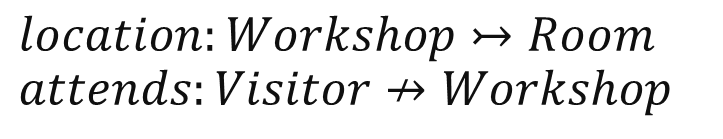 location: Workshop ↣ Room
attends: Visitor ⇸ Workshop